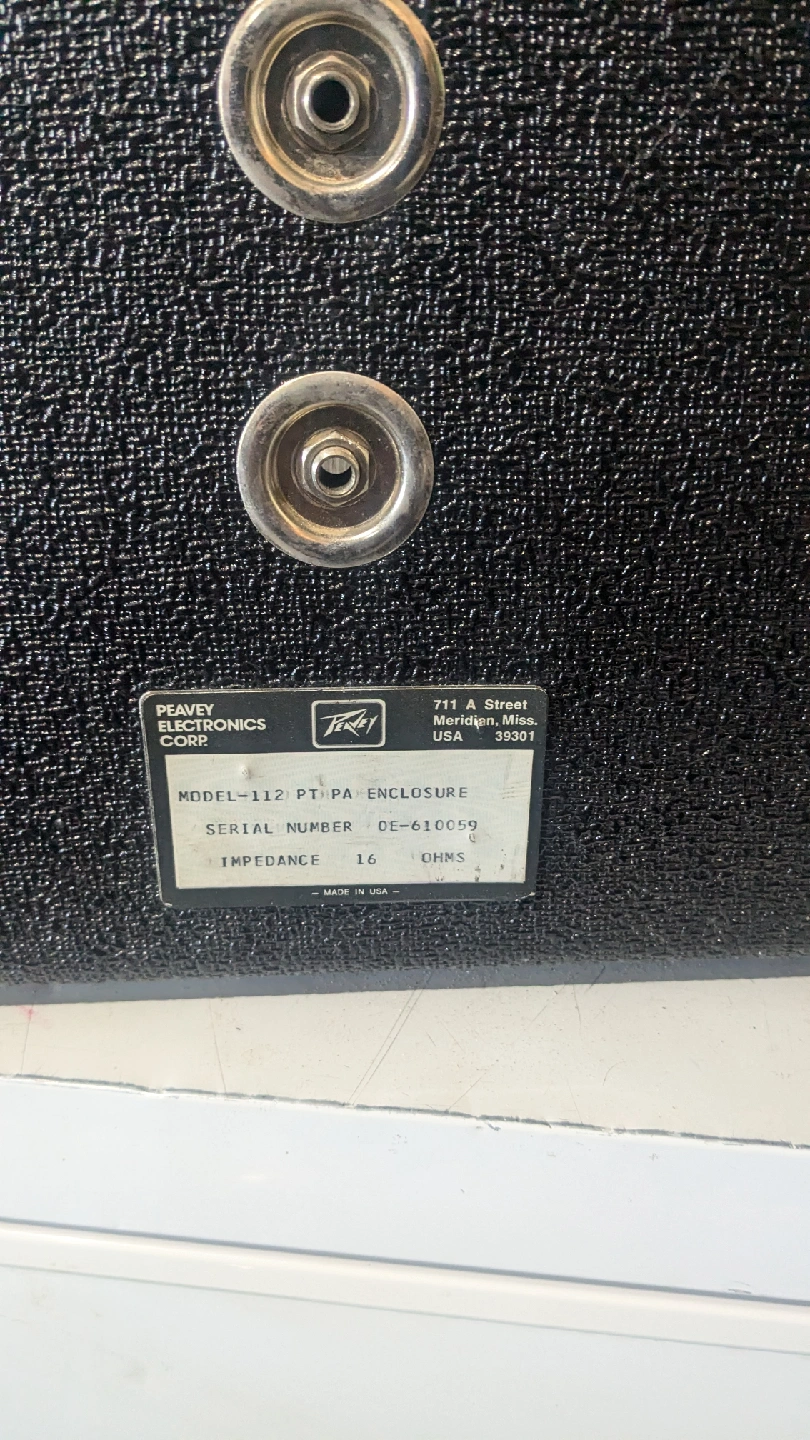 PEAVEY
ELECTRONICS
CORP.
PEAVEY
711 A Street
Meridian, Miss.
USA 39301
MODEL-112 PT PA ENCLOSURE
SERIAL NUMBER 0E-610059
IMPEDANCE 16 OHMS
— MADE IN USA —